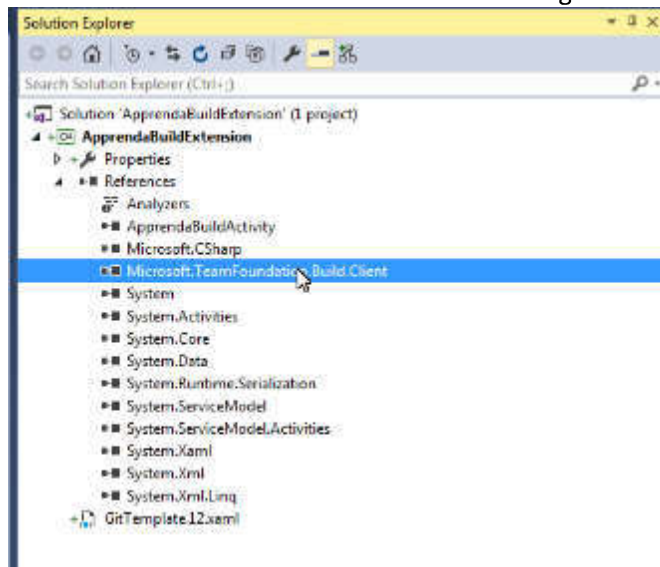 Solution Explorer
Search Solution Explorer (Ctrl+;)
Solution 'ApprendaBuildExtension' (1 project)
C# ApprendaBuildExtension
Properties
References
Analyzers
ApprendaBuildActivity
Microsoft.CSharp
Microsoft.TeamFoundation.Build.Client
System
System.Activities
System.Core
System.Data
System.Runtime.Serialization
System.ServiceModel
System.ServiceModel.Activities
System.Xaml
System.Xml
System.Xml.Linq
GitTemplate.12.xaml